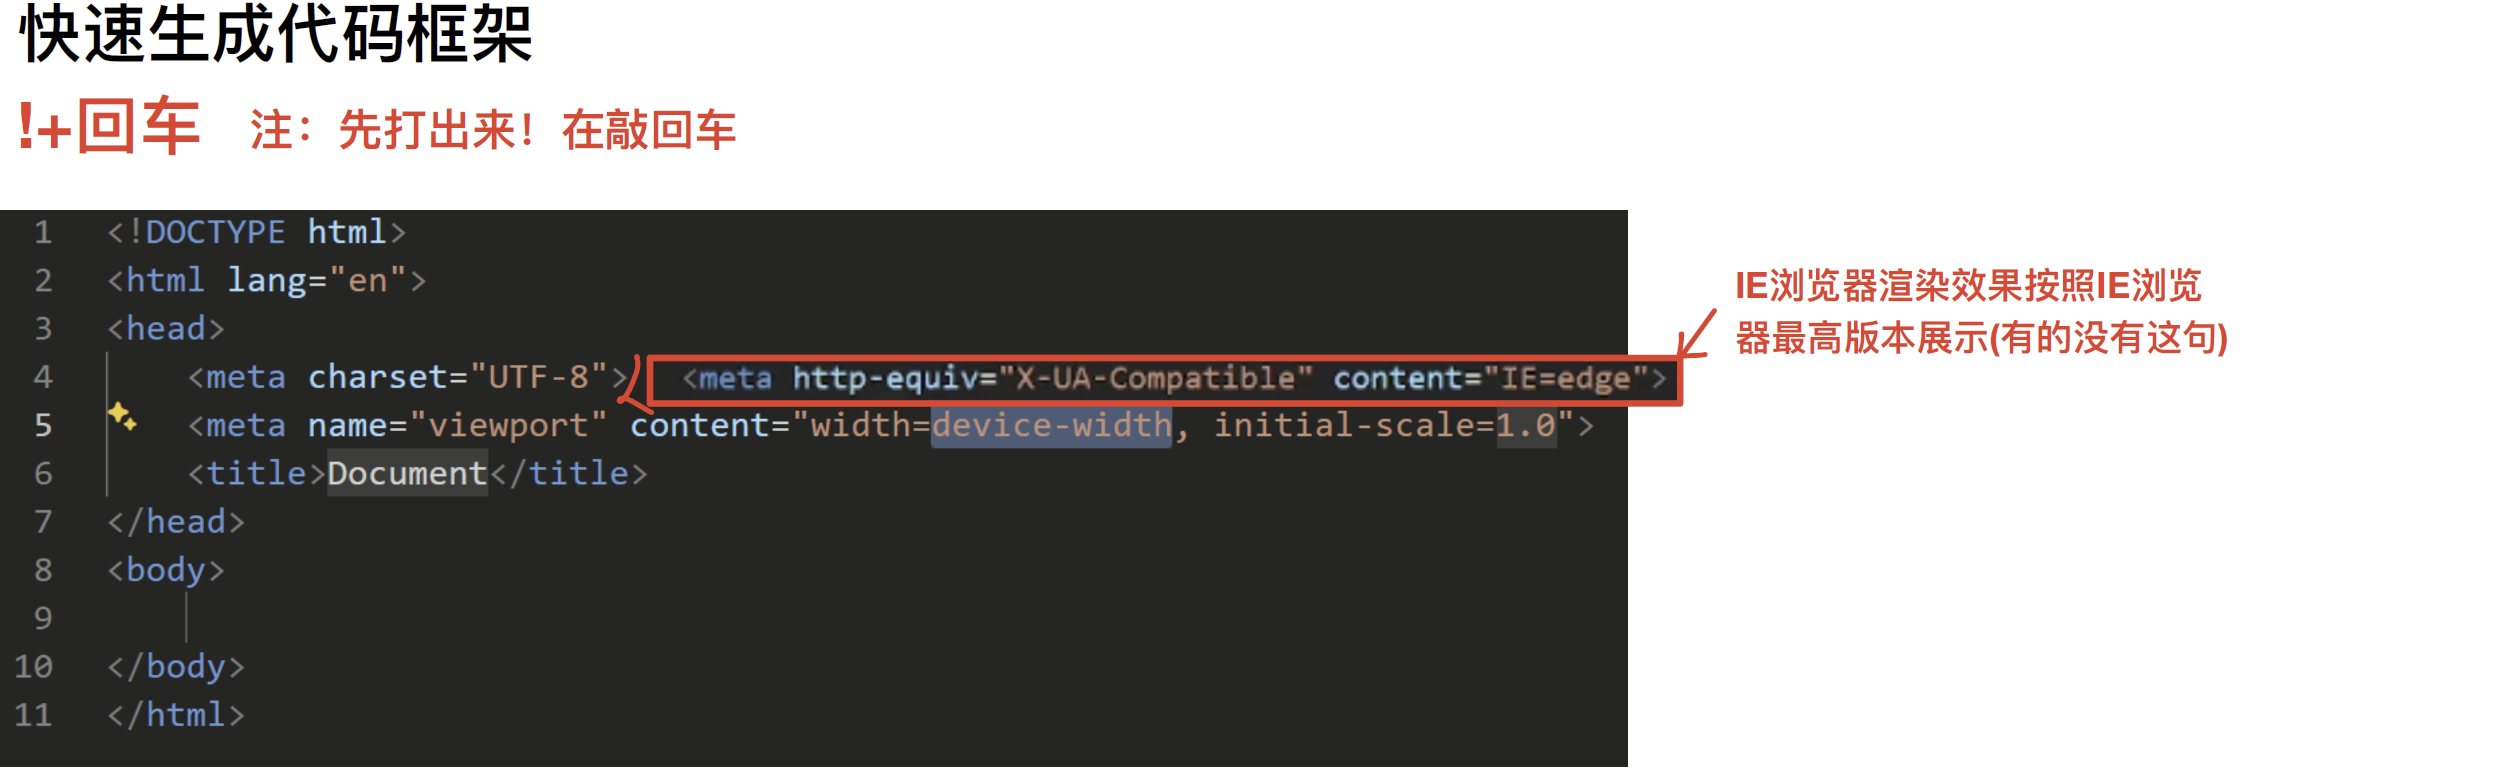 快速生成代码框架
!+回车 注：先打出来！在敲回车
1 <!DOCTYPE html>
2 <html lang="en">
3 <head>
4 <meta charset="UTF-8"> <meta http-equiv="X-UA-Compatible" content="IE=edge">
IE浏览器渲染效果按照IE浏览
器最高版本展示(有的没有这句)
5 <meta name="viewport" content="width=device-width, initial-scale=1.0">
6 <title>Document</title>
7 </head>
8 <body>
9
10 </body>
11 </html>